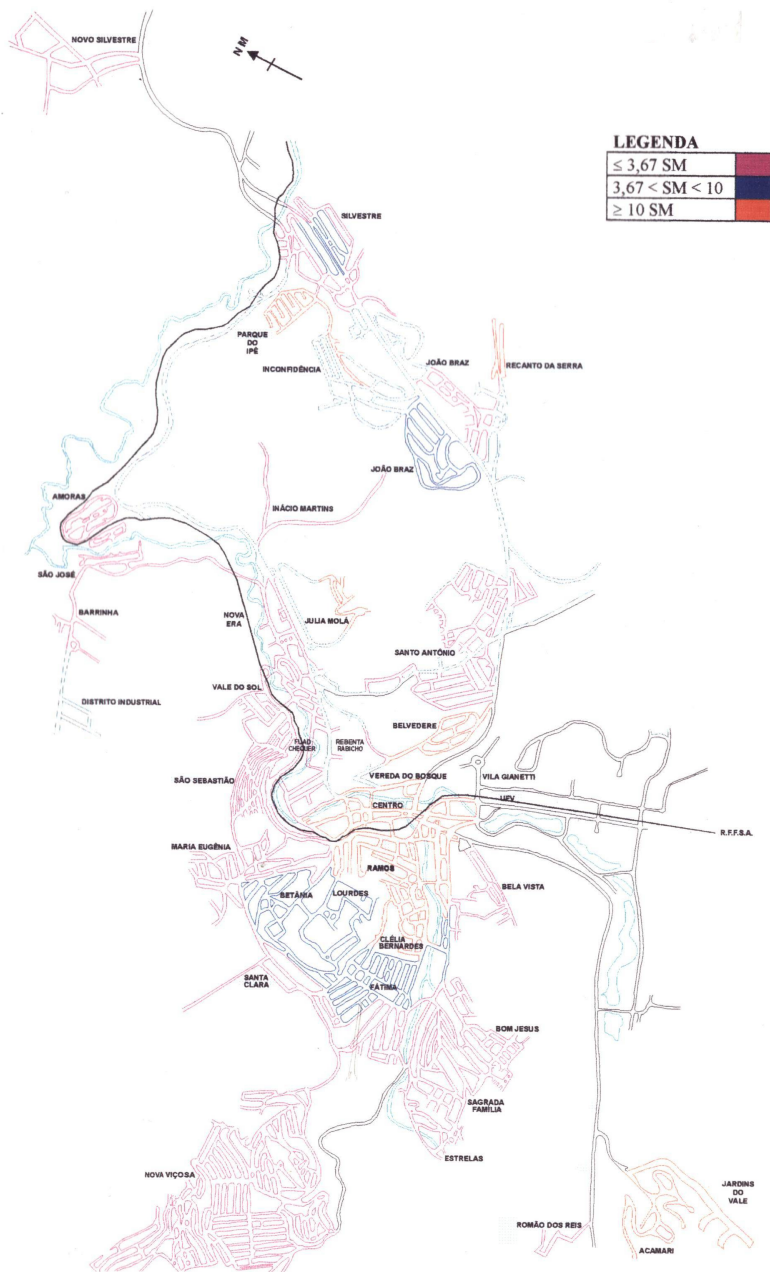 NOVO SILVESTRE
NM
LEGENDA
≤ 3,67 SM
3,67 < SM < 10
≥ 10 SM
SILVESTRE
PARQUE
DO
IPÊ
INCONFIDÊNCIA
JOÃO BRAZ
RECANTO DA SERRA
JOÃO BRAZ
AMORAS
INÁCIO MARTINS
SÃO JOSÉ
BARRINHA
NOVA
ERA
JULIA MOLÁ
SANTO ANTÔNIO
VALE DO SOL
DISTRITO INDUSTRIAL
BELVEDERE
FUAD
CHEQUER
REBENTA
RABICHO
SÃO SEBASTIÃO
VEREDA DO BOSQUE
VILA GIANETTI
CENTRO
UFV
R.F.F.S.A.
MARIA EUGÊNIA
RAMOS
BELA VISTA
BETÂNIA
LOURDES
CLÉLIA
BERNARDES
SANTA
CLARA
FÁTIMA
BOM JESUS
SAGRADA
FAMÍLIA
ESTRELAS
NOVA VIÇOSA
JARDINS
DO
VALE
ROMÃO DOS REIS
ACAMARI